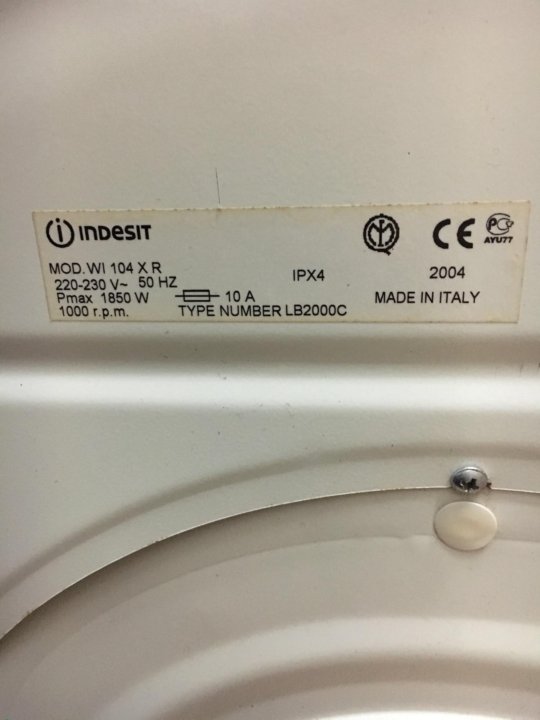 indesit
MOD. WI 104 X R
220-230 V~ 50 HZ
Pmax 1850 W 10 A
1000 r.p.m. TYPE NUMBER LB2000C
IPX4
CE
АЮ77
2004
MADE IN ITALY